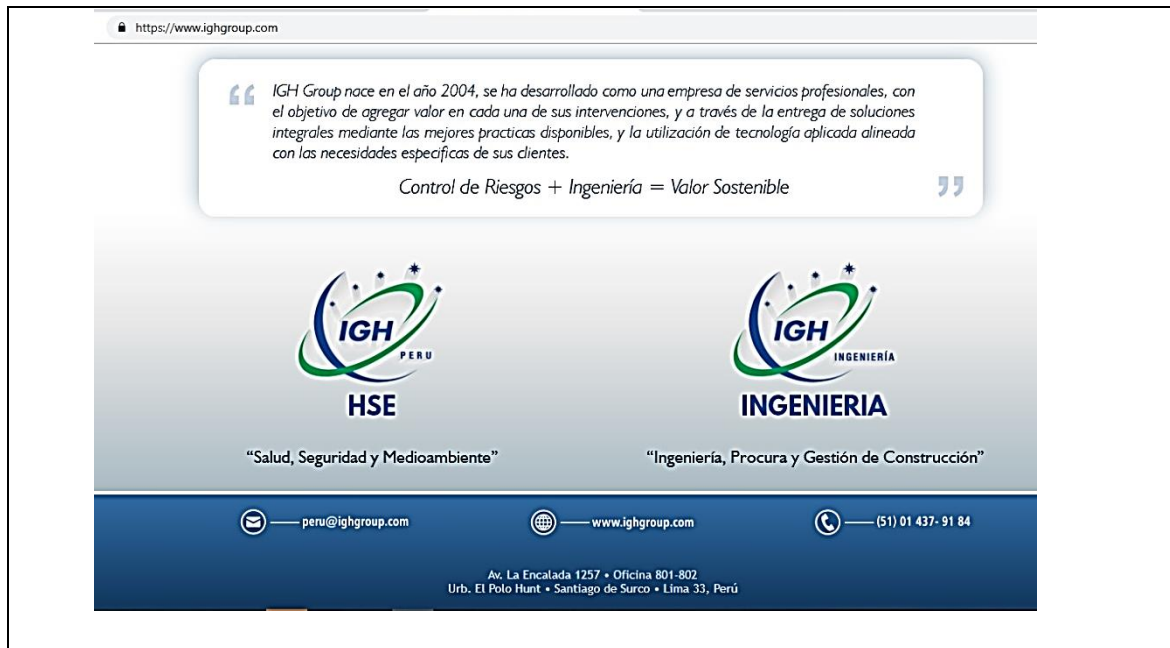 https://www.ighgroup.com
“ IGH Group nace en el año 2004, se ha desarrollado como una empresa de servicios profesionales, con
el objetivo de agregar valor en cada una de sus intervenciones, y a través de la entrega de soluciones
integrales mediante las mejores practicas disponibles, y la utilización de tecnología aplicada alineada
con las necesidades especificas de sus clientes.
Control de Riesgos + Ingeniería = Valor Sostenible ”
IGH
PERU
HSE
“Salud, Seguridad y Medioambiente”
IGH
INGENIERÍA
INGENIERIA
“Ingeniería, Procura y Gestión de Construcción”
peru@ighgroup.com
www.ighgroup.com
(51) 01 437- 91 84
Av. La Encalada 1257 • Oficina 801-802
Urb. El Polo Hunt • Santiago de Surco • Lima 33, Perú